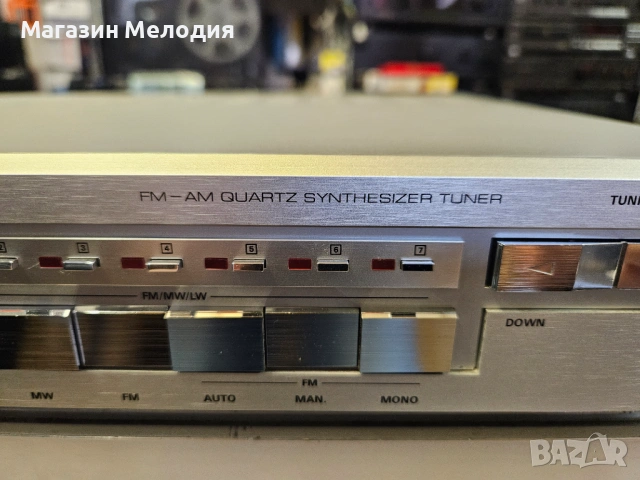 Магазин Мелодия
FM-AM QUARTZ SYNTHESIZER TUNER
TUNI
2 3 4 5 6 7
FM/MW/LW
DOWN
FM
MW FM AUTO MAN. MONO
BAZAR